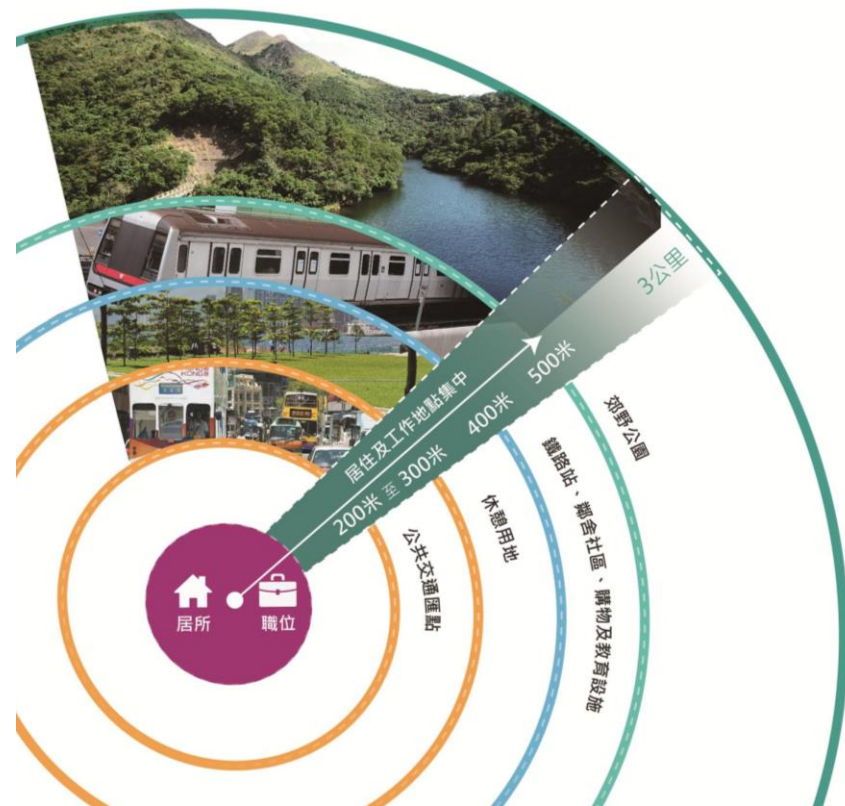 3公里
500米
400米
200米 至 300米
居住及工作地點集中
郊野公園
鐵路站、鄰舍社區、購物及教育設施
休憩用地
公共交通匯點
居所
職位